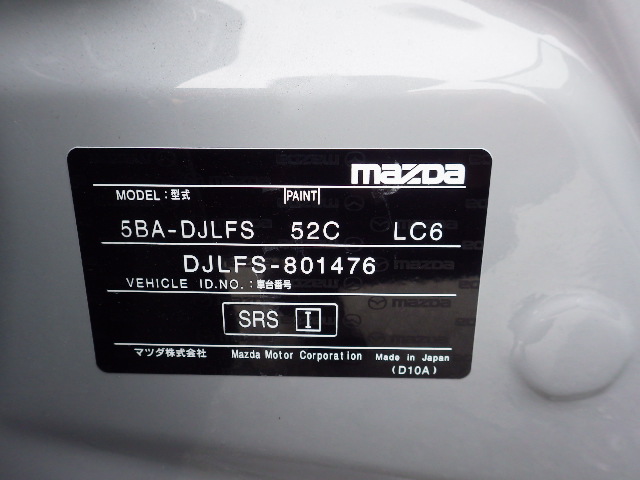 mazda
MODEL：型式 PAINT
5BA-DJLFS 52C LC6
DJLFS-801476
VEHICLE ID.NO.：車台番号
SRS I
マツダ株式会社 Mazda Motor Corporation Made in Japan
(D10A)